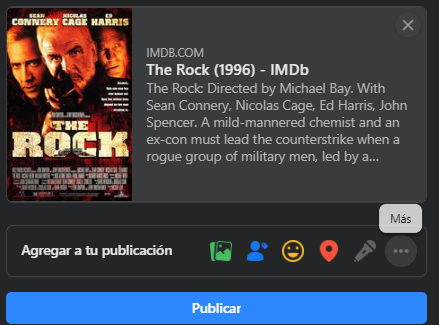 SEAN CONNERY NICOLAS CAGE ED HARRIS
THE
ROCK
IMDB.COM
The Rock (1996) - IMDb
The Rock: Directed by Michael Bay. With
Sean Connery, Nicolas Cage, Ed Harris, John
Spencer. A mild-mannered chemist and an
ex-con must lead the counterstrike when a
rogue group of military men, led by a...
Más
Agregar a tu publicación
Publicar